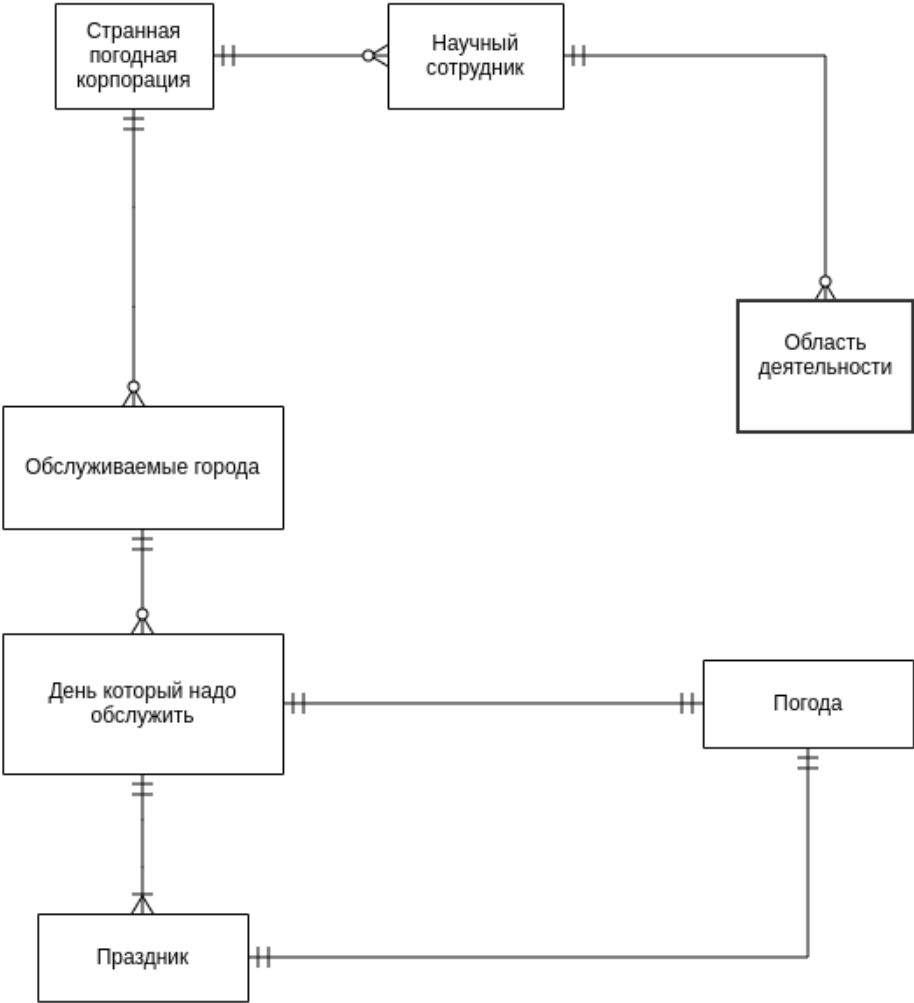 Странная
погодная
корпорация
Научный
сотрудник
Область
деятельности
Обслуживаемые города
День который надо
обслужить
Погода
Праздник